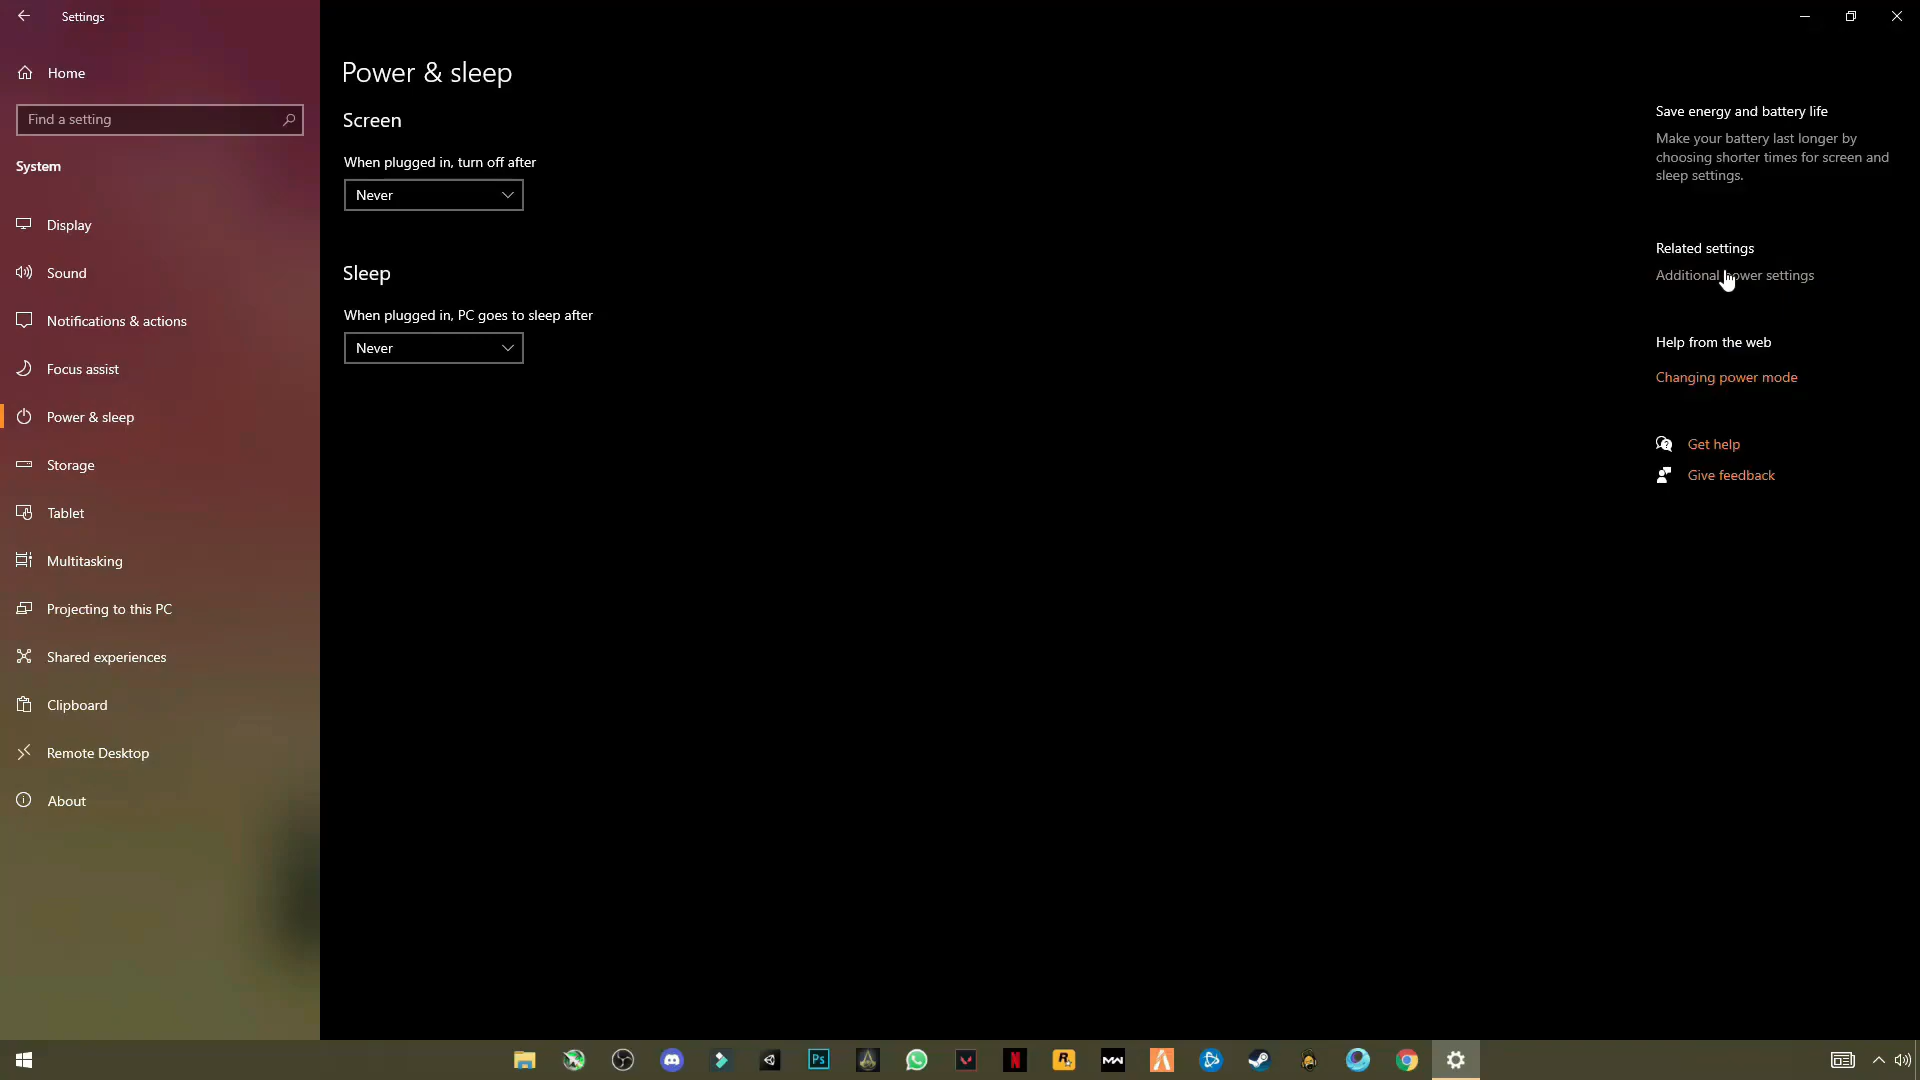 Settings
Home
Find a setting
System
Display
Sound
Notifications & actions
Focus assist
Power & sleep
Storage
Tablet
Multitasking
Projecting to this PC
Shared experiences
Clipboard
Remote Desktop
About
Power & sleep
Screen
When plugged in, turn off after
Never
Sleep
When plugged in, PC goes to sleep after
Never
Save energy and battery life
Make your battery last longer by
choosing shorter times for screen and
sleep settings.
Related settings
Additional power settings
Help from the web
Changing power mode
Get help
Give feedback
Ps
N
R
MW